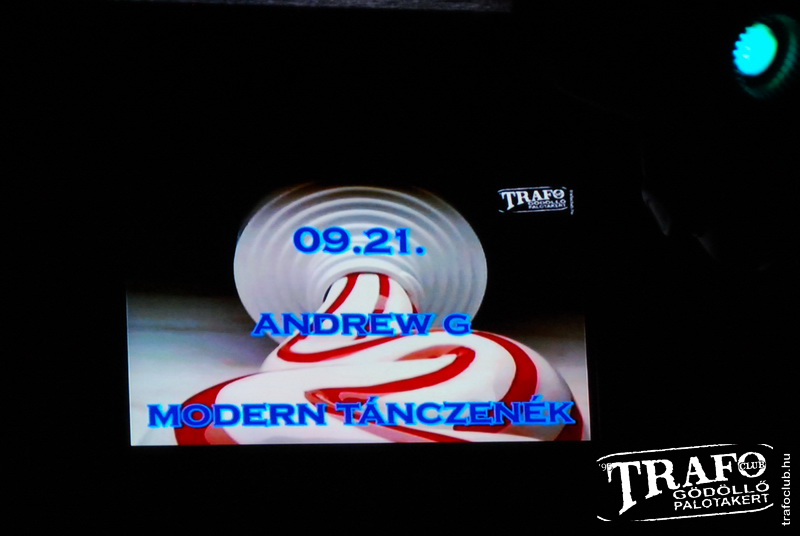 TRAFO
GÖDÖLLŐ
PALOTAKERT
09.21.
ANDREW G
MODERN TÁNCZENÉK
TRAFO
CLUB
GÖDÖLLŐ
PALOTAKERT
trafoclub.hu